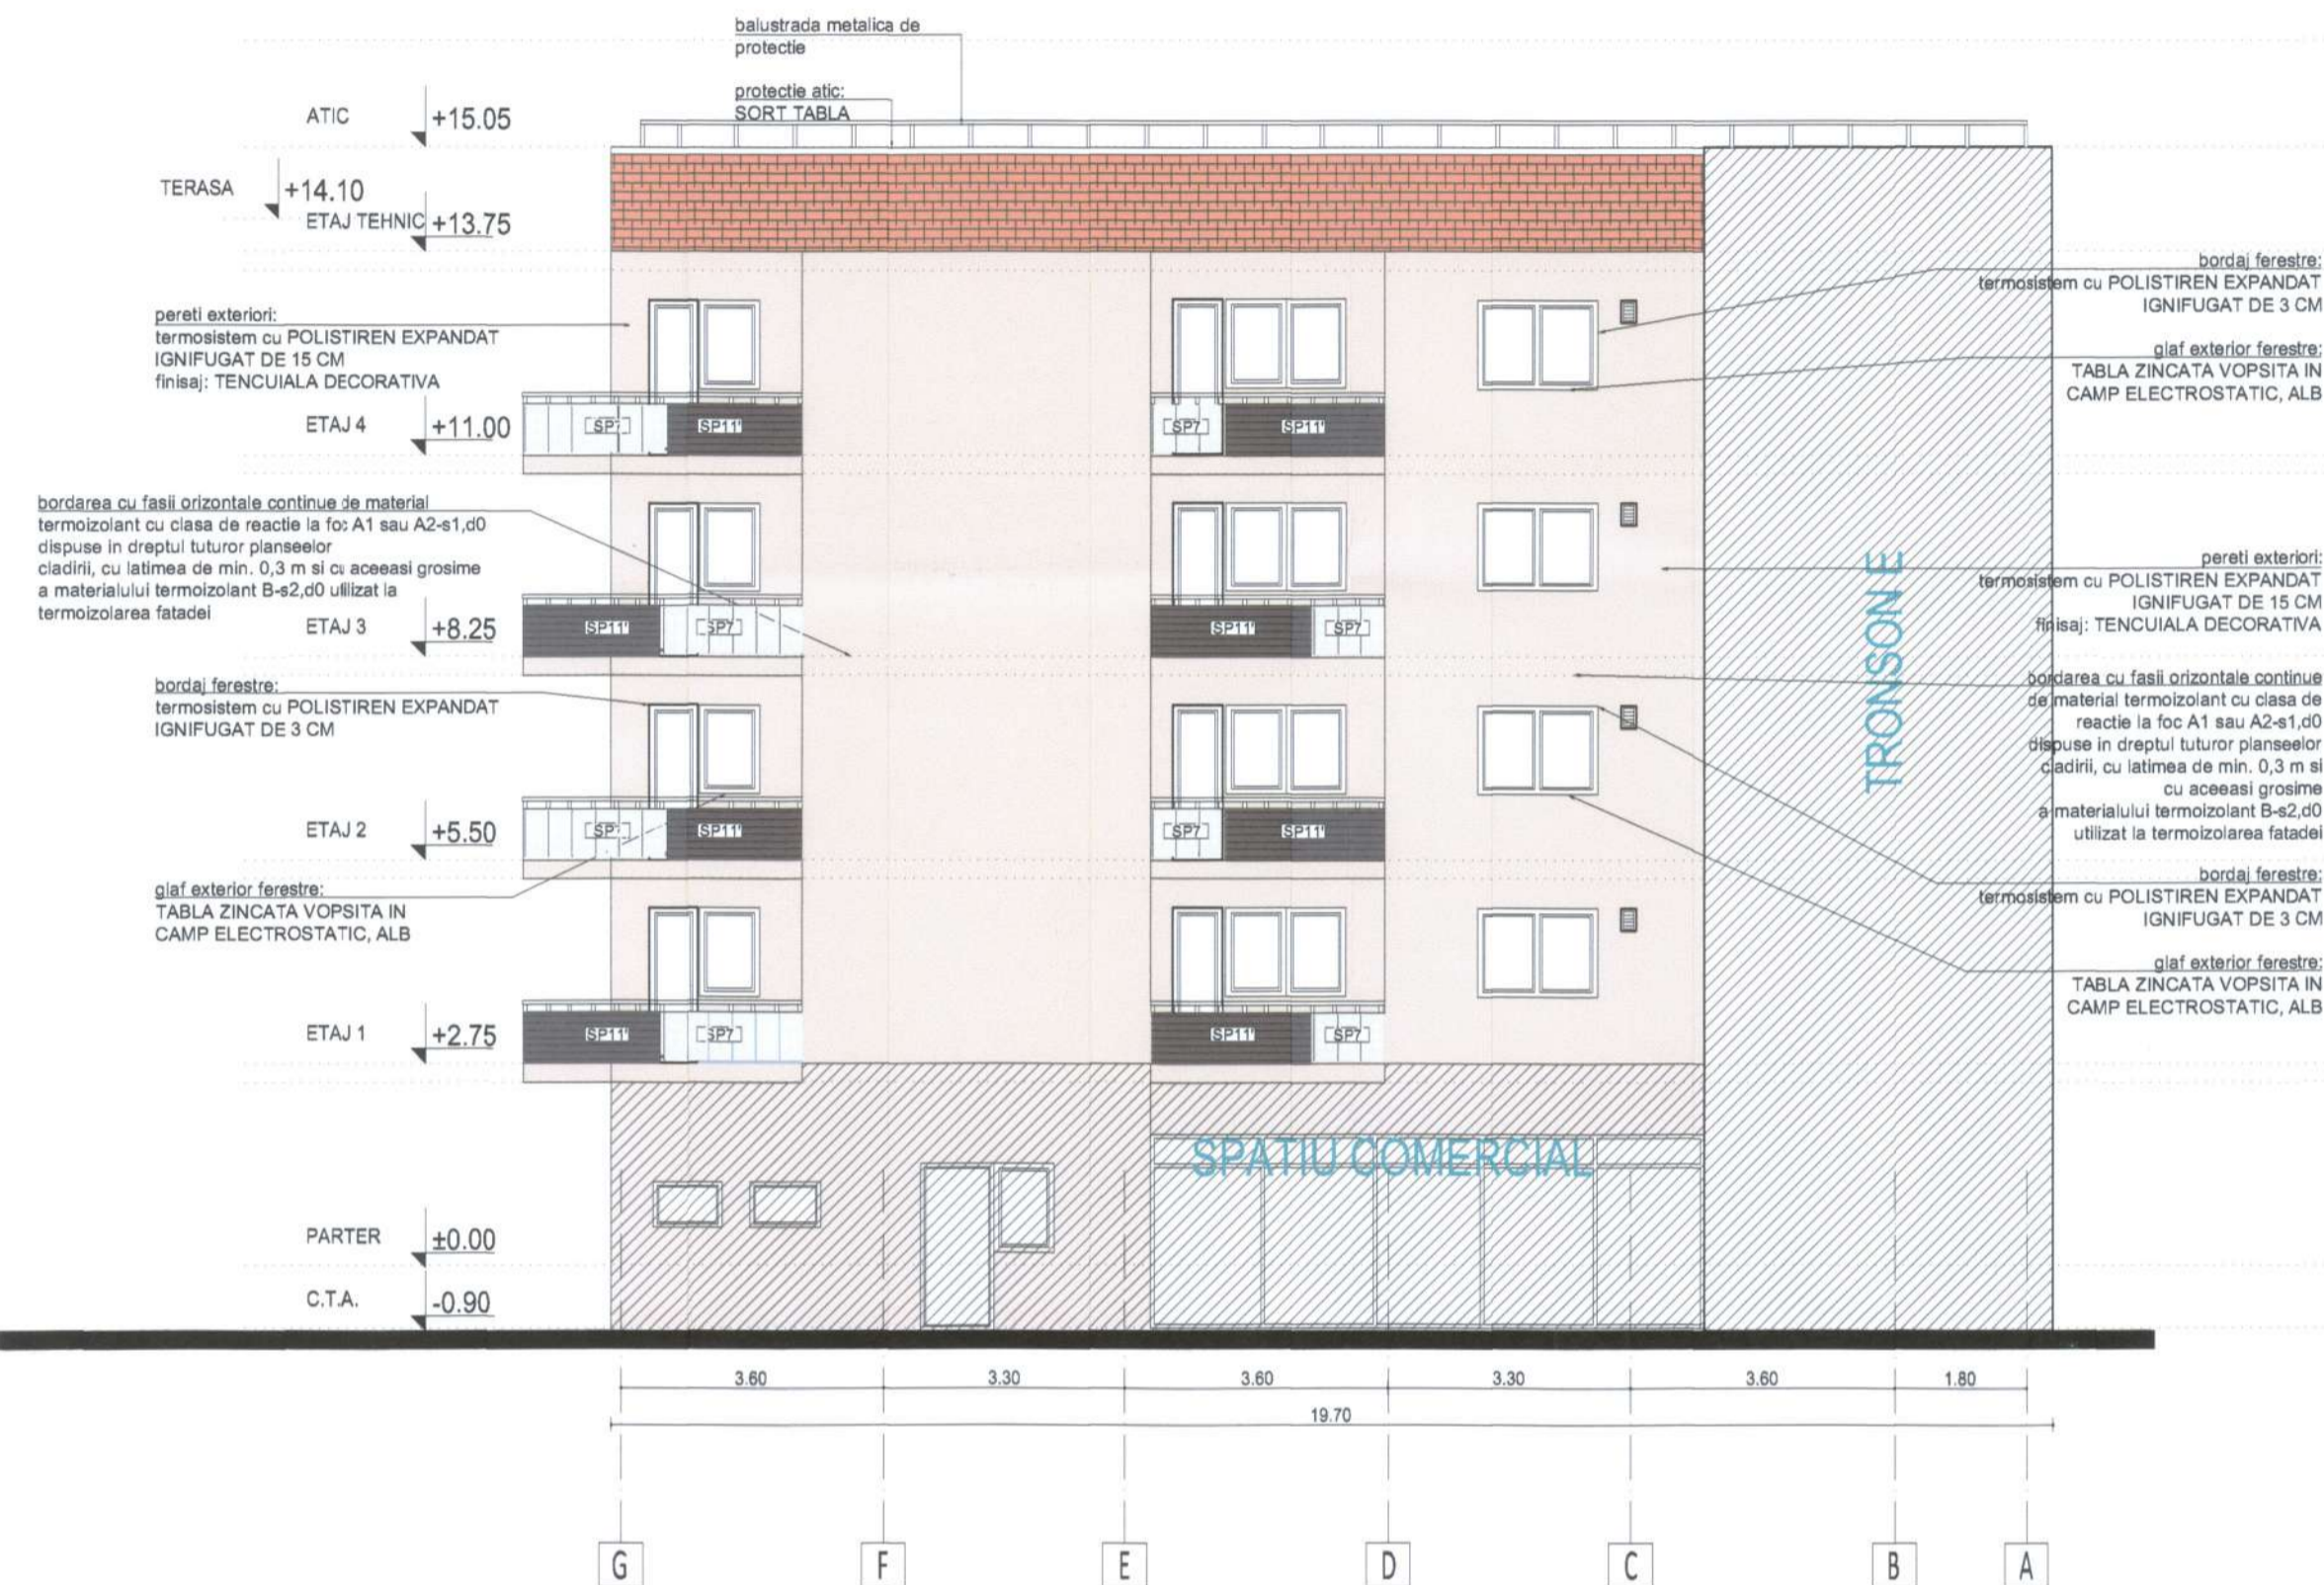 balustrada metalica de
protectie
protectie atic:
SORT TABLA
ATIC +15.05
TERASA +14.10
ETAJ TEHNIC +13.75
pereti exteriori:
termosistem cu POLISTIREN EXPANDAT
IGNIFUGAT DE 15 CM
finisaj: TENCUIALA DECORATIVA
ETAJ 4 +11.00
bordarea cu fasii orizontale continue de material
termoizolant cu clasa de reactie la foc A1 sau A2-s1,d0
dispuse in dreptul tuturor planseelor
cladirii, cu latimea de min. 0,3 m si cu aceeasi grosime
a materialului termoizolant B-s2,d0 utilizat la
termoizolarea fatadei
ETAJ 3 +8.25
bordaj ferestre:
termosistem cu POLISTIREN EXPANDAT
IGNIFUGAT DE 3 CM
ETAJ 2 +5.50
glaf exterior ferestre:
TABLA ZINCATA VOPSITA IN
CAMP ELECTROSTATIC, ALB
ETAJ 1 +2.75
PARTER ±0.00
C.T.A. -0.90
SP7 SP11' SP7 SP11'
SP11' SP7 SP11' SP7
SP7 SP11' SP7 SP11'
SP11' SP7 SP11' SP7
SPATIU COMERCIAL
TRONSON E
bordaj ferestre:
termosistem cu POLISTIREN EXPANDAT
IGNIFUGAT DE 3 CM
glaf exterior ferestre:
TABLA ZINCATA VOPSITA IN
CAMP ELECTROSTATIC, ALB
pereti exteriori:
termosistem cu POLISTIREN EXPANDAT
IGNIFUGAT DE 15 CM
finisaj: TENCUIALA DECORATIVA
bordarea cu fasii orizontale continue
de material termoizolant cu clasa de
reactie la foc A1 sau A2-s1,d0
dispuse in dreptul tuturor planseelor
cladirii, cu latimea de min. 0,3 m si
cu aceeasi grosime
a materialului termoizolant B-s2,d0
utilizat la termoizolarea fatadei
bordaj ferestre:
termosistem cu POLISTIREN EXPANDAT
IGNIFUGAT DE 3 CM
glaf exterior ferestre:
TABLA ZINCATA VOPSITA IN
CAMP ELECTROSTATIC, ALB
3.60 3.30 3.60 3.30 3.60 1.80
19.70
G F E D C B A